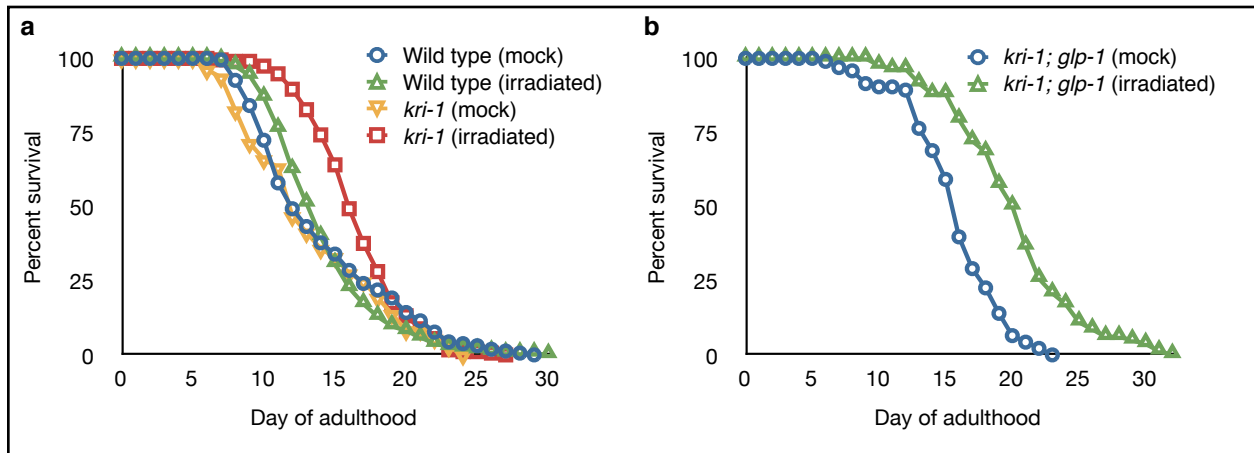 a
Percent survival
100
75
50
25
0
0 5 10 15 20 25 30
Day of adulthood
Wild type (mock)
Wild type (irradiated)
kri-1 (mock)
kri-1 (irradiated)
b
Percent survival
100
75
50
25
0
0 5 10 15 20 25 30
Day of adulthood
kri-1; glp-1 (mock)
kri-1; glp-1 (irradiated)